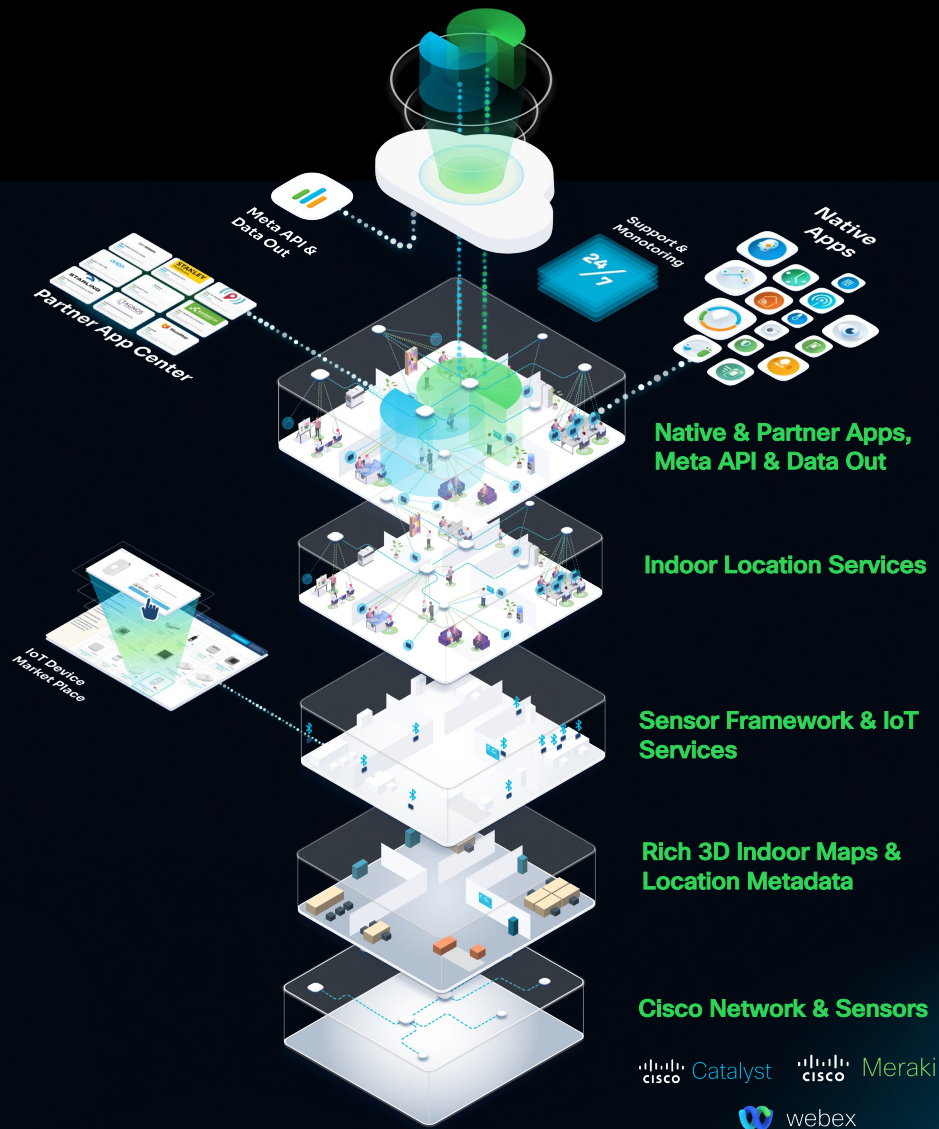 Meta API &
Data Out
Support &
Monotoring
24/7
Native
Apps
STANLEY
STARLING
Partner App Center
Native & Partner Apps,
Meta API & Data Out
Indoor Location Services
IoT Device
Market Place
Sensor Framework & IoT
Services
Rich 3D Indoor Maps &
Location Metadata
Cisco Network & Sensors
CISCO Catalyst
CISCO Meraki
webex